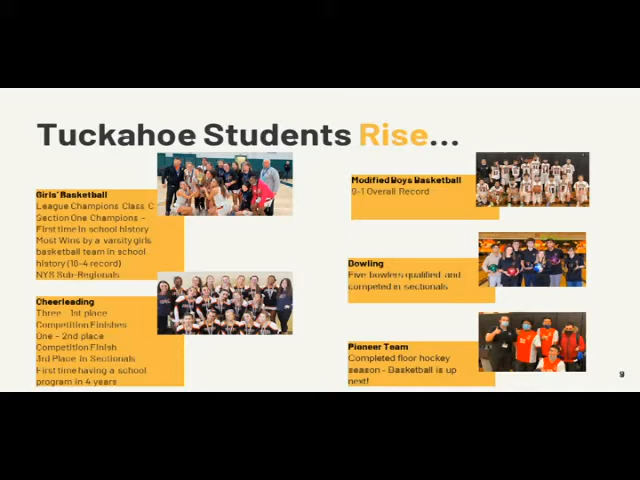 Tuckahoe Students Rise...
Girls' Basketball
League Champions Class C
Section One Champions -
First time in school history
Most Wins by a varsity girls
basketball team in school
history (16-4 record)
NYS Sub-Regionals
Cheerleading
Three - 1st place
Competition Finishes
One - 2nd place
Competition Finish
3rd Place in Sectionals
First time having a school
program in 4 years
Modified Boys Basketball
9-1 Overall Record
Bowling
Five bowlers qualified and
competed in sectionals
Pioneer Team
Completed floor hockey
season - Basketball is up
next!